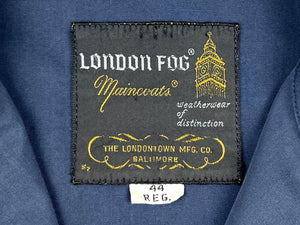 LONDON FOG®
Maincoats®
weatherwear
of
distinction
THE LONDONTOWN MFG. CO.
BALTIMORE
44
REG.